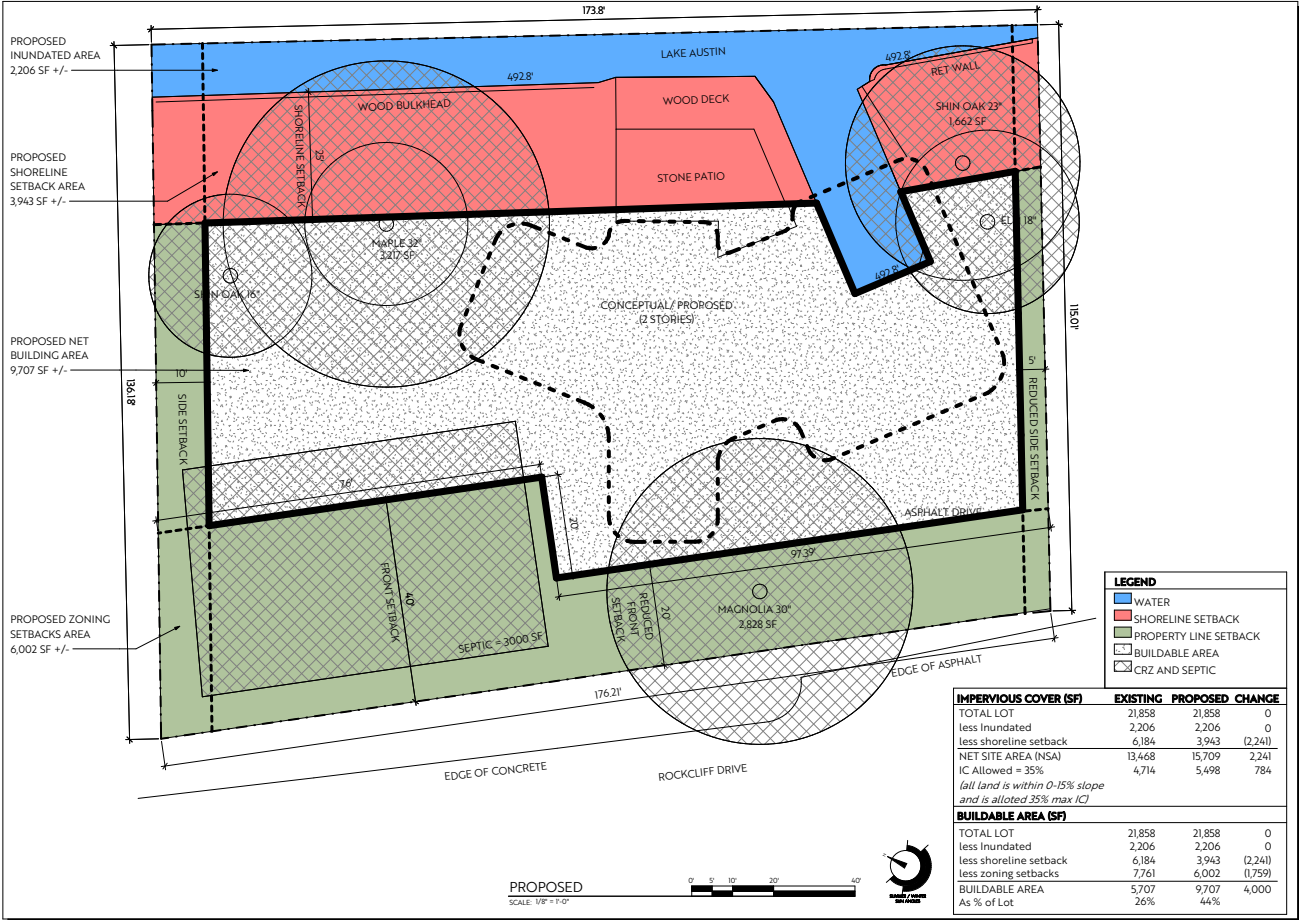 173.8'
PROPOSED
INUNDATED AREA
2,206 SF +/-
LAKE AUSTIN
492.8'
492.8'
RET WALL
WOOD BULKHEAD
WOOD DECK
SHIN OAK 23"
1,662 SF
SHORELINE SETBACK
25'
PROPOSED
SHORELINE
SETBACK AREA
3,943 SF +/-
STONE PATIO
MAPLE 32"
3,217 SF
ELM 18"
SHIN OAK 16"
492.8'
CONCEPTUAL/ PROPOSED
(2 STORIES)
115.01'
PROPOSED NET
BUILDING AREA
9,707 SF +/-
136.18'
10'
SIDE SETBACK
5'
REDUCED SIDE SETBACK
76'
20'
ASPHALT DRIVE
97.39'
FRONT SETBACK
40'
REDUCED
FRONT
SETBACK
20'
MAGNOLIA 30"
2,828 SF
SEPTIC = 3000 SF
PROPOSED ZONING
SETBACKS AREA
6,002 SF +/-
176.21'
EDGE OF ASPHALT
EDGE OF CONCRETE
ROCKCLIFF DRIVE
LEGEND
WATER
SHORELINE SETBACK
PROPERTY LINE SETBACK
BUILDABLE AREA
CRZ AND SEPTIC
IMPERVIOUS COVER (SF) EXISTING PROPOSED CHANGE
TOTAL LOT 21,858 21,858 0
less Inundated 2,206 2,206 0
less shoreline setback 6,184 3,943 (2,241)
NET SITE AREA (NSA) 13,468 15,709 2,241
IC Allowed = 35% 4,714 5,498 784
(all land is within 0-15% slope
and is alloted 35% max IC)
BUILDABLE AREA (SF)
TOTAL LOT 21,858 21,858 0
less Inundated 2,206 2,206 0
less shoreline setback 6,184 3,943 (2,241)
less zoning setbacks 7,761 6,002 (1,759)
BUILDABLE AREA 5,707 9,707 4,000
As % of Lot 26% 44%
PROPOSED
SCALE: 1/8" = 1'-0"
0' 5' 10' 20' 40'
SUMMER / WINTER
SUN ANGLES